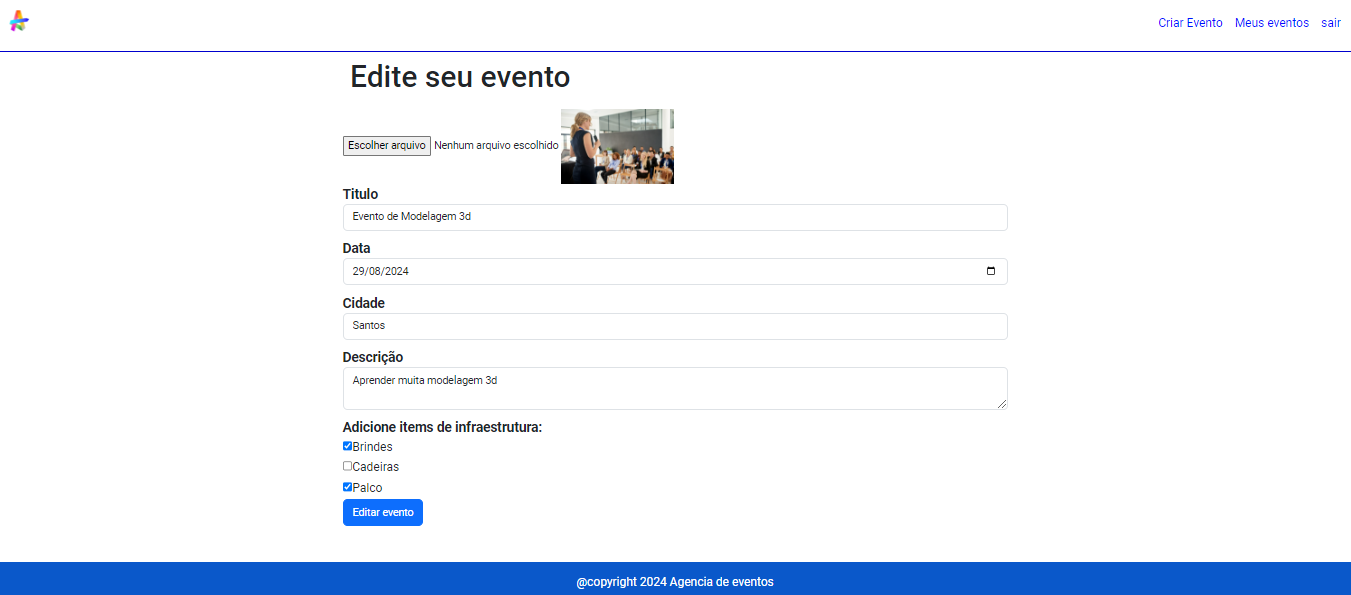 Criar Evento Meus eventos sair
Edite seu evento
Escolher arquivo Nenhum arquivo escolhido
Titulo
Evento de Modelagem 3d
Data
29/08/2024
Cidade
Santos
Descrição
Aprender muita modelagem 3d
Adicione items de infraestrutura:
Brindes
Cadeiras
Palco
Editar evento
@copyright 2024 Agencia de eventos